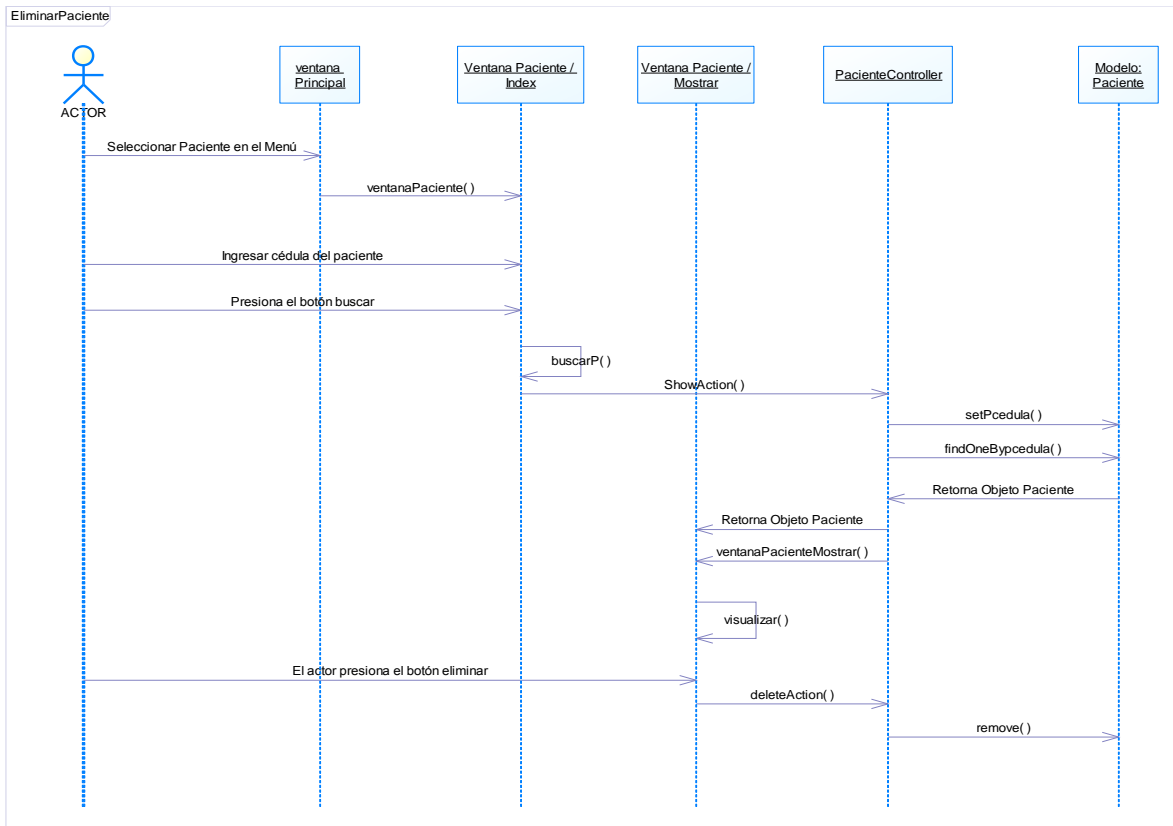 EliminarPaciente
ventana
Principal
Ventana Paciente /
Index
Ventana Paciente /
Mostrar
PacienteController
Modelo:
Paciente
ACTOR
Seleccionar Paciente en el Menú
ventanaPaciente( )
Ingresar cédula del paciente
Presiona el botón buscar
buscarP( )
ShowAction( )
setPcedula( )
findOneBypcedula( )
Retorna Objeto Paciente
Retorna Objeto Paciente
ventanaPacienteMostrar( )
visualizar( )
El actor presiona el botón eliminar
deleteAction( )
remove( )